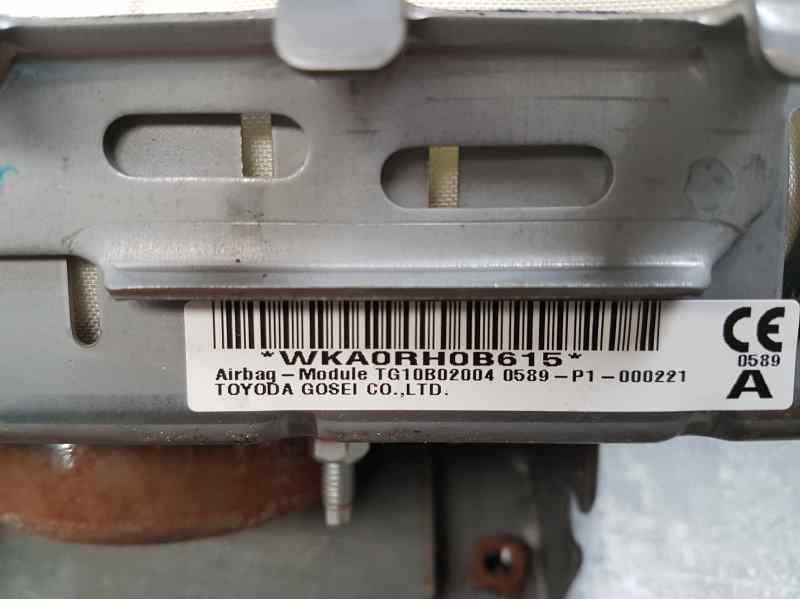 *WKA0RH0B615*
Airbag-Module TG10B02004 0589-P1-000221
TOYODA GOSEI CO.,LTD.
CE
0589
A